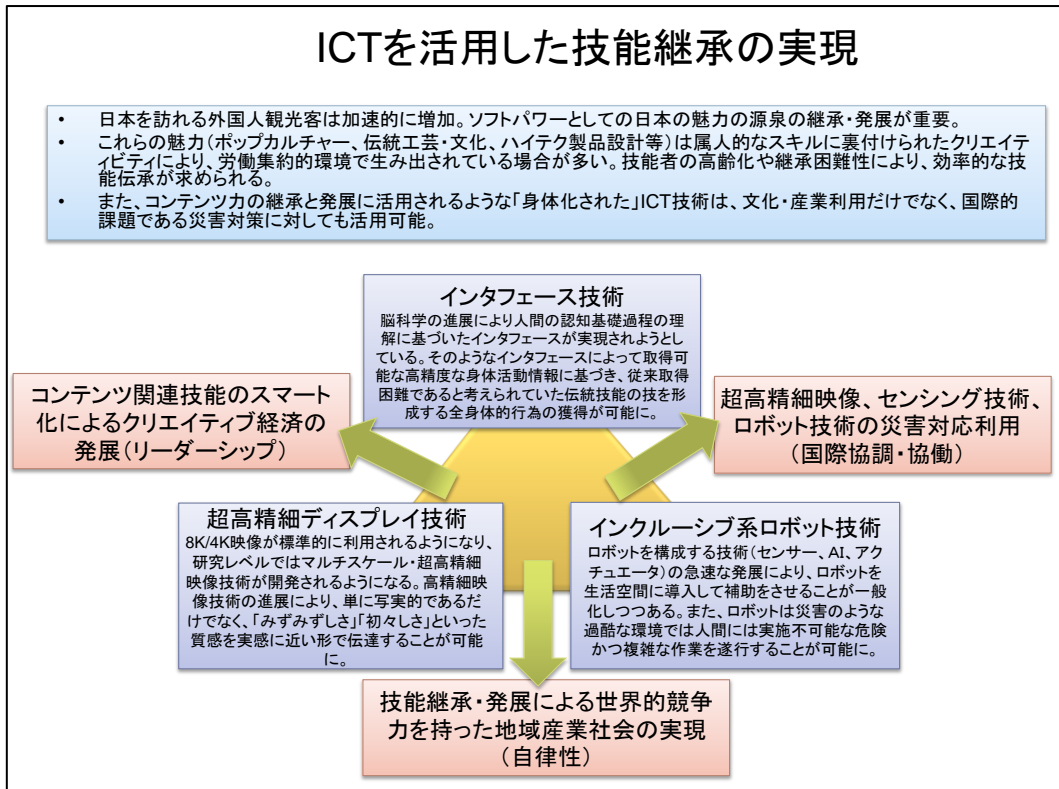 ICTを活用した技能継承の実現
• 日本を訪れる外国人観光客は加速的に増加。ソフトパワーとしての日本の魅力の源泉の継承・発展が重要。
• これらの魅力(ポップカルチャー、伝統工芸・文化、ハイテク製品設計等)は属人的なスキルに裏付けられたクリエイテ
ィビティにより、労働集約的環境で生み出されている場合が多い。技能者の高齢化や継承困難性により、効率的な技
能伝承が求められる。
• また、コンテンツ力の継承と発展に活用されるような「身体化された」ICT技術は、文化・産業利用だけでなく、国際的
課題である災害対策に対しても活用可能。
インタフェース技術
脳科学の進展により人間の認知基礎過程の理
解に基づいたインタフェースが実現されようとし
ている。そのようなインタフェースによって取得可
能な高精度な身体活動情報に基づき、従来取得
困難であると考えられていた伝統技能の技を形
成する全身体的行為の獲得が可能に。
コンテンツ関連技能のスマート
化によるクリエイティブ経済の
発展(リーダーシップ)
超高精細映像、センシング技術、
ロボット技術の災害対応利用
(国際協調・協働)
超高精細ディスプレイ技術
8K/4K映像が標準的に利用されるようになり、
研究レベルではマルチスケール・超高精細
映像技術が開発されるようになる。高精細映
像技術の進展により、単に写実的であるだ
けでなく、「みずみずしさ」「初々しさ」といった
質感を実感に近い形で伝達することが可能
に。
インクルーシブ系ロボット技術
ロボットを構成する技術(センサー、AI、アク
チュエータ)の急速な発展により、ロボットを
生活空間に導入して補助をさせることが一般
化しつつある。また、ロボットは災害のような
過酷な環境では人間には実施不可能な危険
かつ複雑な作業を遂行することが可能に。
技能継承・発展による世界的競争
力を持った地域産業社会の実現
(自律性)